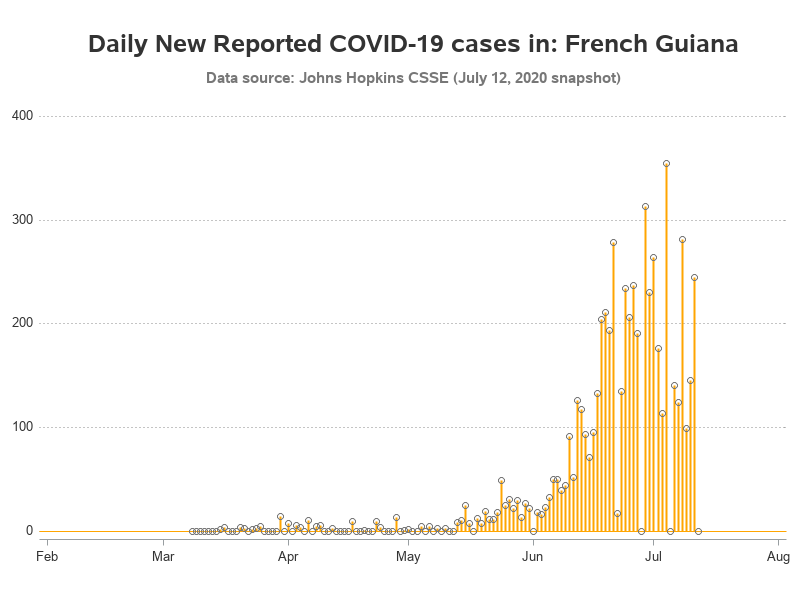 Daily New Reported COVID-19 cases in: French Guiana
Data source: Johns Hopkins CSSE (July 12, 2020 snapshot)
400
300
200
100
0
Feb Mar Apr May Jun Jul Aug